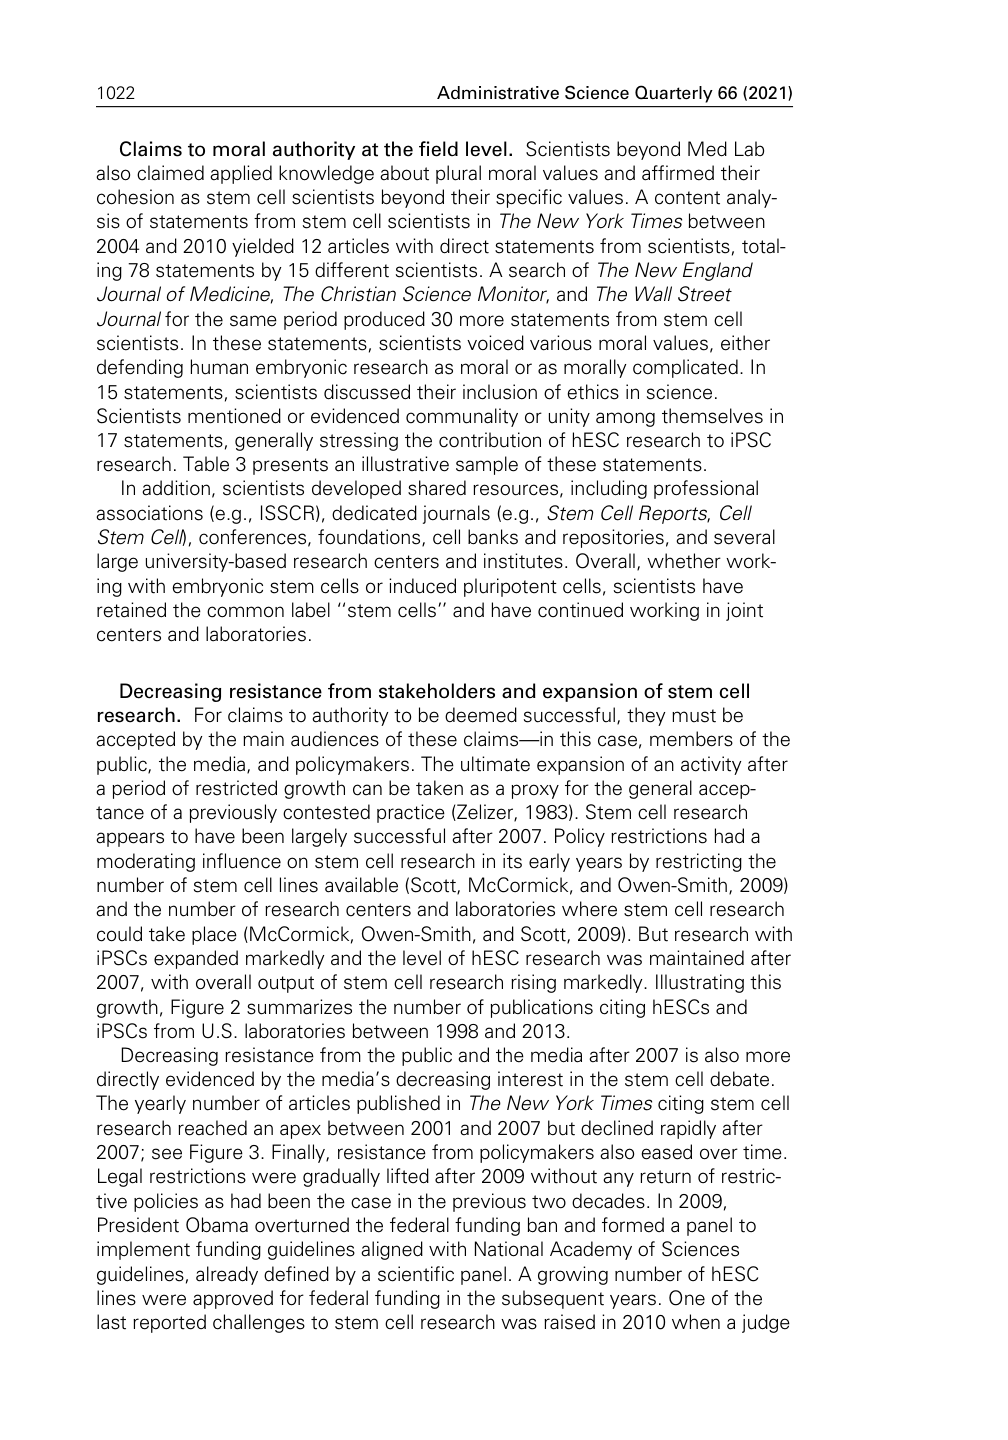 1022
Administrative Science Quarterly 66 (2021)
Claims to moral authority at the field level. Scientists beyond Med Lab
also claimed applied knowledge about plural moral values and affirmed their
cohesion as stem cell scientists beyond their specific values. A content analy-
sis of statements from stem cell scientists in The New York Times between
2004 and 2010 yielded 12 articles with direct statements from scientists, total-
ing 78 statements by 15 different scientists. A search of The New England
Journal of Medicine, The Christian Science Monitor, and The Wall Street
Journal for the same period produced 30 more statements from stem cell
scientists. In these statements, scientists voiced various moral values, either
defending human embryonic research as moral or as morally complicated. In
15 statements, scientists discussed their inclusion of ethics in science.
Scientists mentioned or evidenced communality or unity among themselves in
17 statements, generally stressing the contribution of hESC research to iPSC
research. Table 3 presents an illustrative sample of these statements.
In addition, scientists developed shared resources, including professional
associations (e.g., ISSCR), dedicated journals (e.g., Stem Cell Reports, Cell
Stem Cell), conferences, foundations, cell banks and repositories, and several
large university-based research centers and institutes. Overall, whether work-
ing with embryonic stem cells or induced pluripotent cells, scientists have
retained the common label ‘‘stem cells’’ and have continued working in joint
centers and laboratories.
Decreasing resistance from stakeholders and expansion of stem cell
research. For claims to authority to be deemed successful, they must be
accepted by the main audiences of these claims—in this case, members of the
public, the media, and policymakers. The ultimate expansion of an activity after
a period of restricted growth can be taken as a proxy for the general accep-
tance of a previously contested practice (Zelizer, 1983). Stem cell research
appears to have been largely successful after 2007. Policy restrictions had a
moderating influence on stem cell research in its early years by restricting the
number of stem cell lines available (Scott, McCormick, and Owen-Smith, 2009)
and the number of research centers and laboratories where stem cell research
could take place (McCormick, Owen-Smith, and Scott, 2009). But research with
iPSCs expanded markedly and the level of hESC research was maintained after
2007, with overall output of stem cell research rising markedly. Illustrating this
growth, Figure 2 summarizes the number of publications citing hESCs and
iPSCs from U.S. laboratories between 1998 and 2013.
Decreasing resistance from the public and the media after 2007 is also more
directly evidenced by the media’s decreasing interest in the stem cell debate.
The yearly number of articles published in The New York Times citing stem cell
research reached an apex between 2001 and 2007 but declined rapidly after
2007; see Figure 3. Finally, resistance from policymakers also eased over time.
Legal restrictions were gradually lifted after 2009 without any return of restric-
tive policies as had been the case in the previous two decades. In 2009,
President Obama overturned the federal funding ban and formed a panel to
implement funding guidelines aligned with National Academy of Sciences
guidelines, already defined by a scientific panel. A growing number of hESC
lines were approved for federal funding in the subsequent years. One of the
last reported challenges to stem cell research was raised in 2010 when a judge